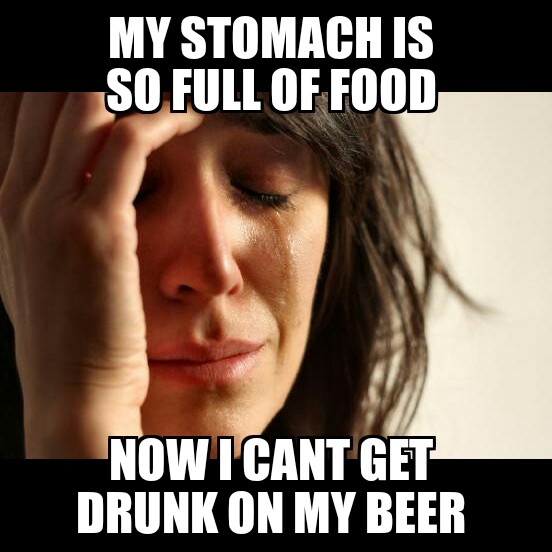 MY STOMACH IS
SO FULL OF FOOD
NOW I CANT GET
DRUNK ON MY BEER